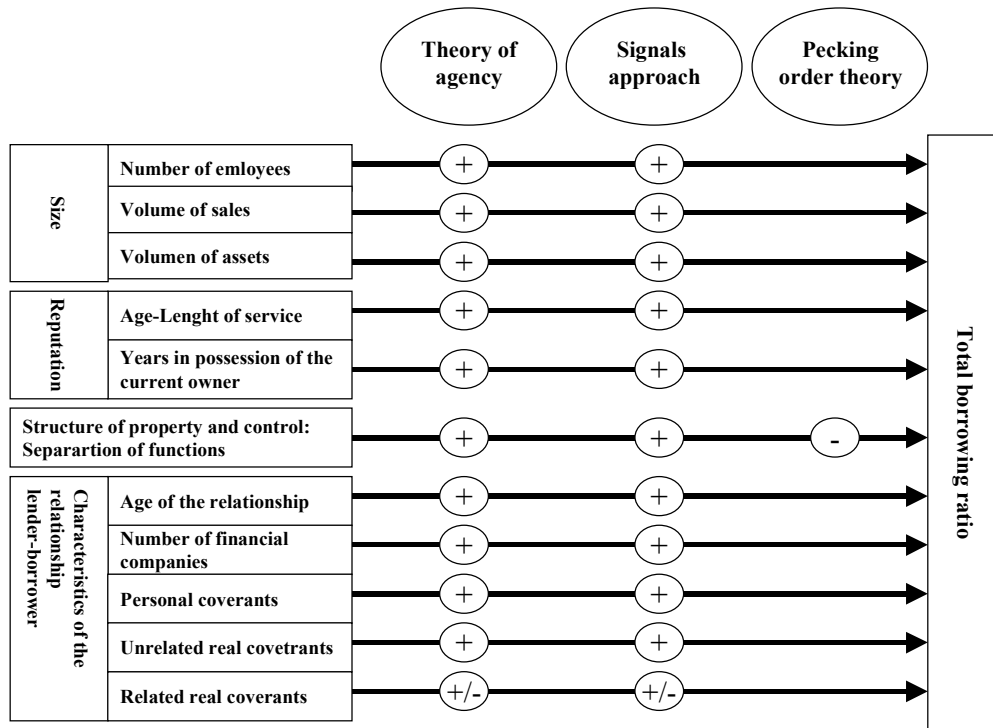 Theory of
agency
Signals
approach
Pecking
order theory
Size
Number of emloyees
+
+
Volume of sales
+
+
Volumen of assets
+
+
Reputation
Age-Lenght of service
+
+
Years in possession of the
current owner
+
+
Structure of property and control:
Separartion of functions
+
+
-
Characteristics of the
relationship
lender-borrower
Age of the relationship
+
+
Number of financial
companies
+
+
Personal coverants
+
+
Unrelated real covetrants
+
+
Related real coverants
+/-
+/-
Total borrowing ratio